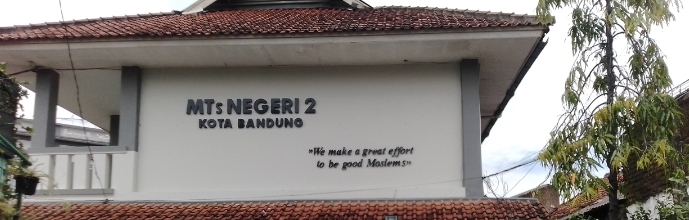 MTs NEGERI 2
KOTA BANDUNG
"We make a great effort
to be good Moslems"